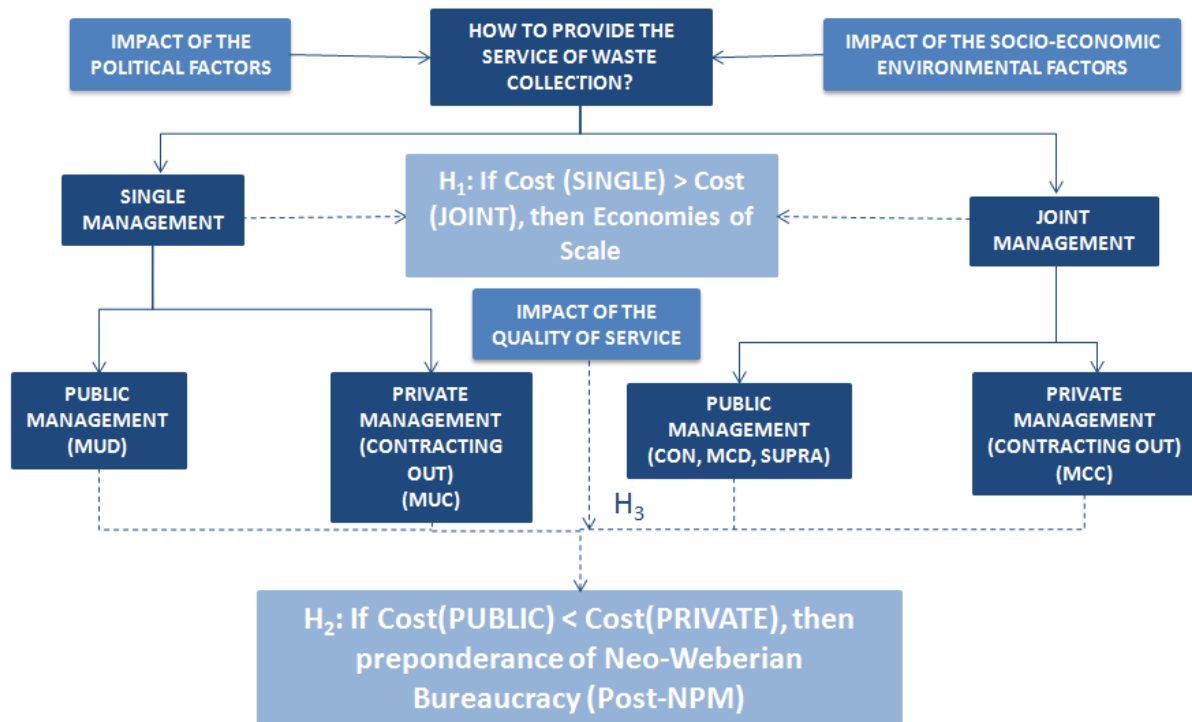 IMPACT OF THE
POLITICAL FACTORS
HOW TO PROVIDE THE
SERVICE OF WASTE
COLLECTION?
IMPACT OF THE SOCIO-ECONOMIC
ENVIRONMENTAL FACTORS
SINGLE
MANAGEMENT
H₁: If Cost (SINGLE) > Cost
(JOINT), then Economies of
Scale
JOINT
MANAGEMENT
IMPACT OF THE
QUALITY OF SERVICE
PUBLIC
MANAGEMENT
(MUD)
PRIVATE
MANAGEMENT
(CONTRACTING
OUT)
(MUC)
PUBLIC
MANAGEMENT
(CON, MCD, SUPRA)
PRIVATE
MANAGEMENT
(CONTRACTING OUT)
(MCC)
H₃
H₂: If Cost(PUBLIC) < Cost(PRIVATE), then
preponderance of Neo-Weberian
Bureaucracy (Post-NPM)